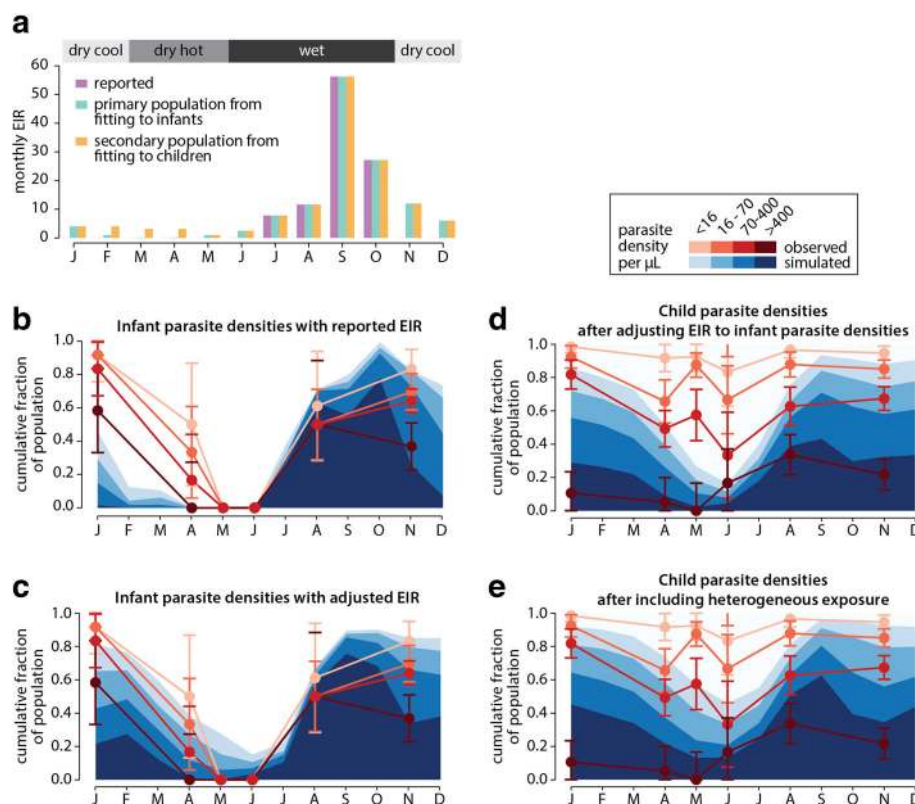 a
dry cool dry hot wet dry cool
60
50
40
30
20
10
0
monthly EIR
reported
primary population from
fitting to infants
secondary population from
fitting to children
J F M A M J J A S O N D
parasite
density
per µL
<16 16 - 70 70-400 >400
observed
simulated
b
Infant parasite densities with reported EIR
cumulative fraction
of population
1.0
0.8
0.6
0.4
0.2
0.0
J F M A M J J A S O N D
d
Child parasite densities
after adjusting EIR to infant parasite densities
cumulative fraction
of population
1.0
0.8
0.6
0.4
0.2
0.0
J F M A M J J A S O N D
c
Infant parasite densities with adjusted EIR
cumulative fraction
of population
1.0
0.8
0.6
0.4
0.2
0.0
J F M A M J J A S O N D
e
Child parasite densities
after including heterogeneous exposure
cumulative fraction
of population
1.0
0.8
0.6
0.4
0.2
0.0
J F M A M J J A S O N D